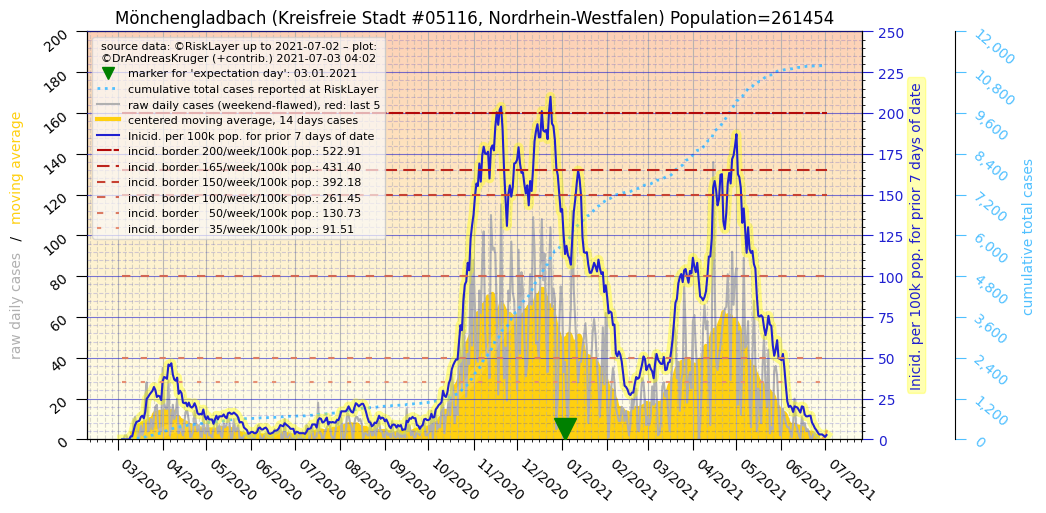 Mönchengladbach (Kreisfreie Stadt #05116, Nordrhein-Westfalen) Population=261454
source data: ©RiskLayer up to 2021-07-02 – plot:
©DrAndreasKruger (+contrib.) 2021-07-03 04:02
marker for 'expectation day': 03.01.2021
cumulative total cases reported at RiskLayer
raw daily cases (weekend-flawed), red: last 5
centered moving average, 14 days cases
Inicid. per 100k pop. for prior 7 days of date
incid. border 200/week/100k pop.: 522.91
incid. border 165/week/100k pop.: 431.40
incid. border 150/week/100k pop.: 392.18
incid. border 100/week/100k pop.: 261.45
incid. border   50/week/100k pop.: 130.73
incid. border   35/week/100k pop.: 91.51
raw daily cases  /  moving average
200
180
160
140
120
100
80
60
40
20
0
250
225
200
175
150
125
100
75
50
25
0
Inicid. per 100k pop. for prior 7 days of date
12,000
10,800
9,600
8,400
7,200
6,000
4,800
3,600
2,400
1,200
0
cumulative total cases
03/2020
04/2020
05/2020
06/2020
07/2020
08/2020
09/2020
10/2020
11/2020
12/2020
01/2021
02/2021
03/2021
04/2021
05/2021
06/2021
07/2021